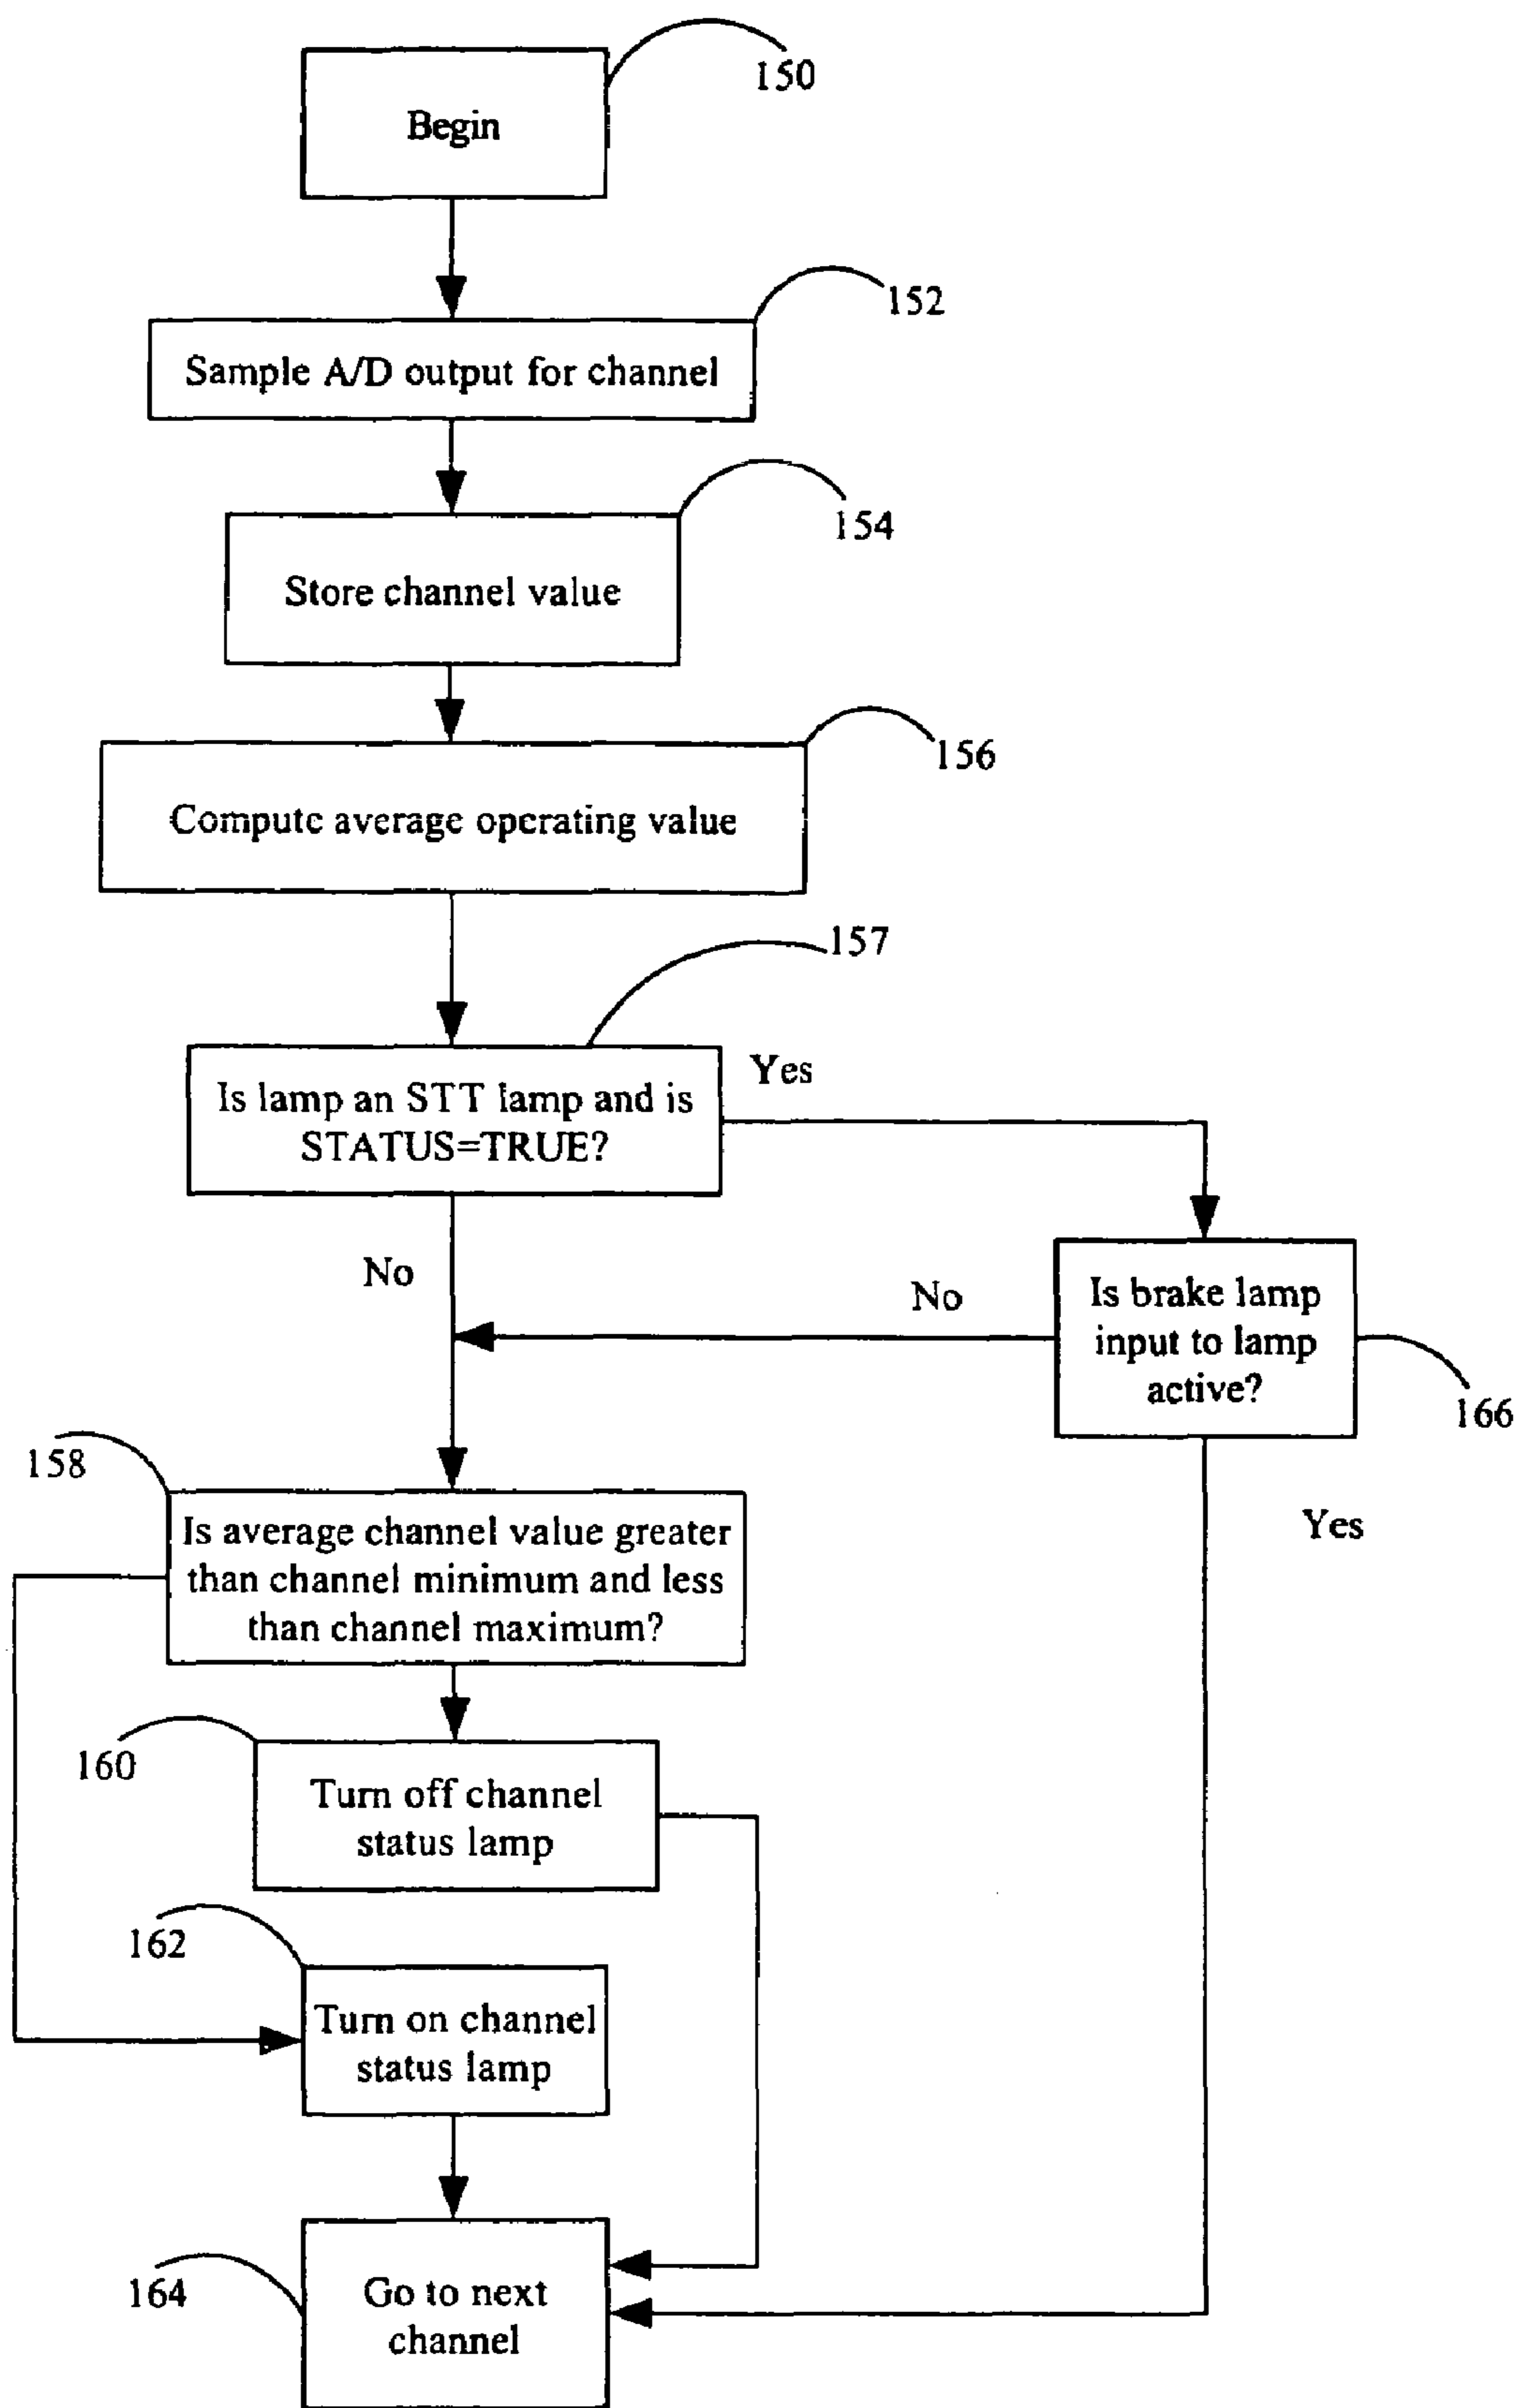 150
Begin
152
Sample A/D output for channel
154
Store channel value
156
Compute average operating value
157
Is lamp an STT lamp and is
STATUS=TRUE?
Yes
No
No
Is brake lamp
input to lamp
active?
166
158
Is average channel value greater
than channel minimum and less
than channel maximum?
Yes
160
Turn off channel
status lamp
162
Turn on channel
status lamp
164
Go to next
channel